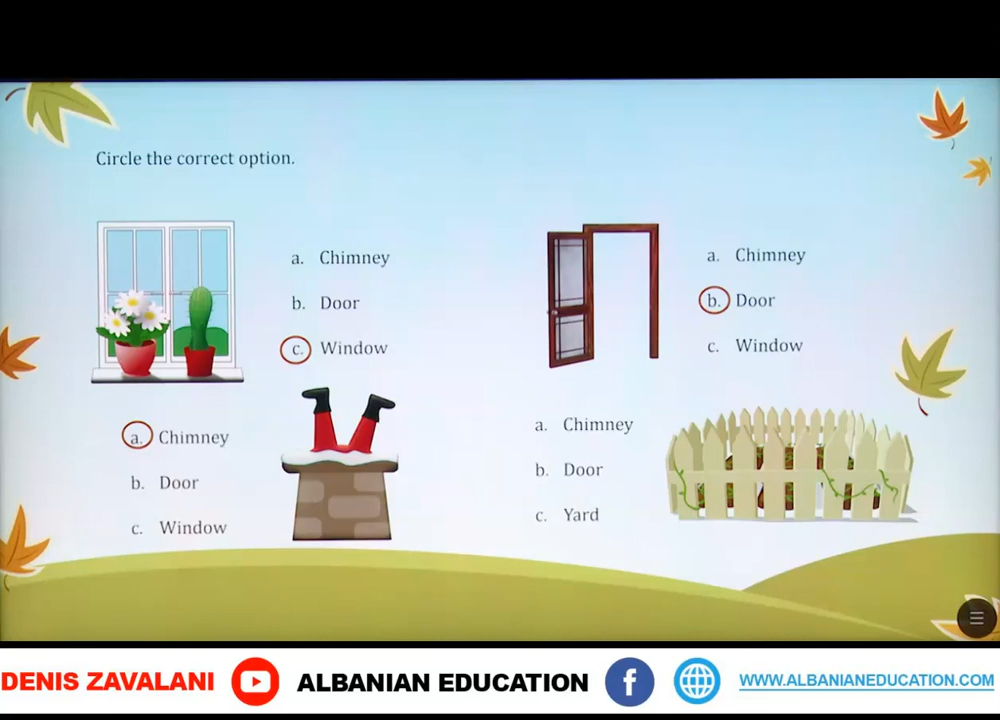 Circle the correct option.
a. Chimney
b. Door
c. Window
a. Chimney
b. Door
c. Window
a. Chimney
b. Door
c. Window
a. Chimney
b. Door
c. Yard
DENIS ZAVALANI
ALBANIAN EDUCATION
f
WWW.ALBANIANEDUCATION.COM